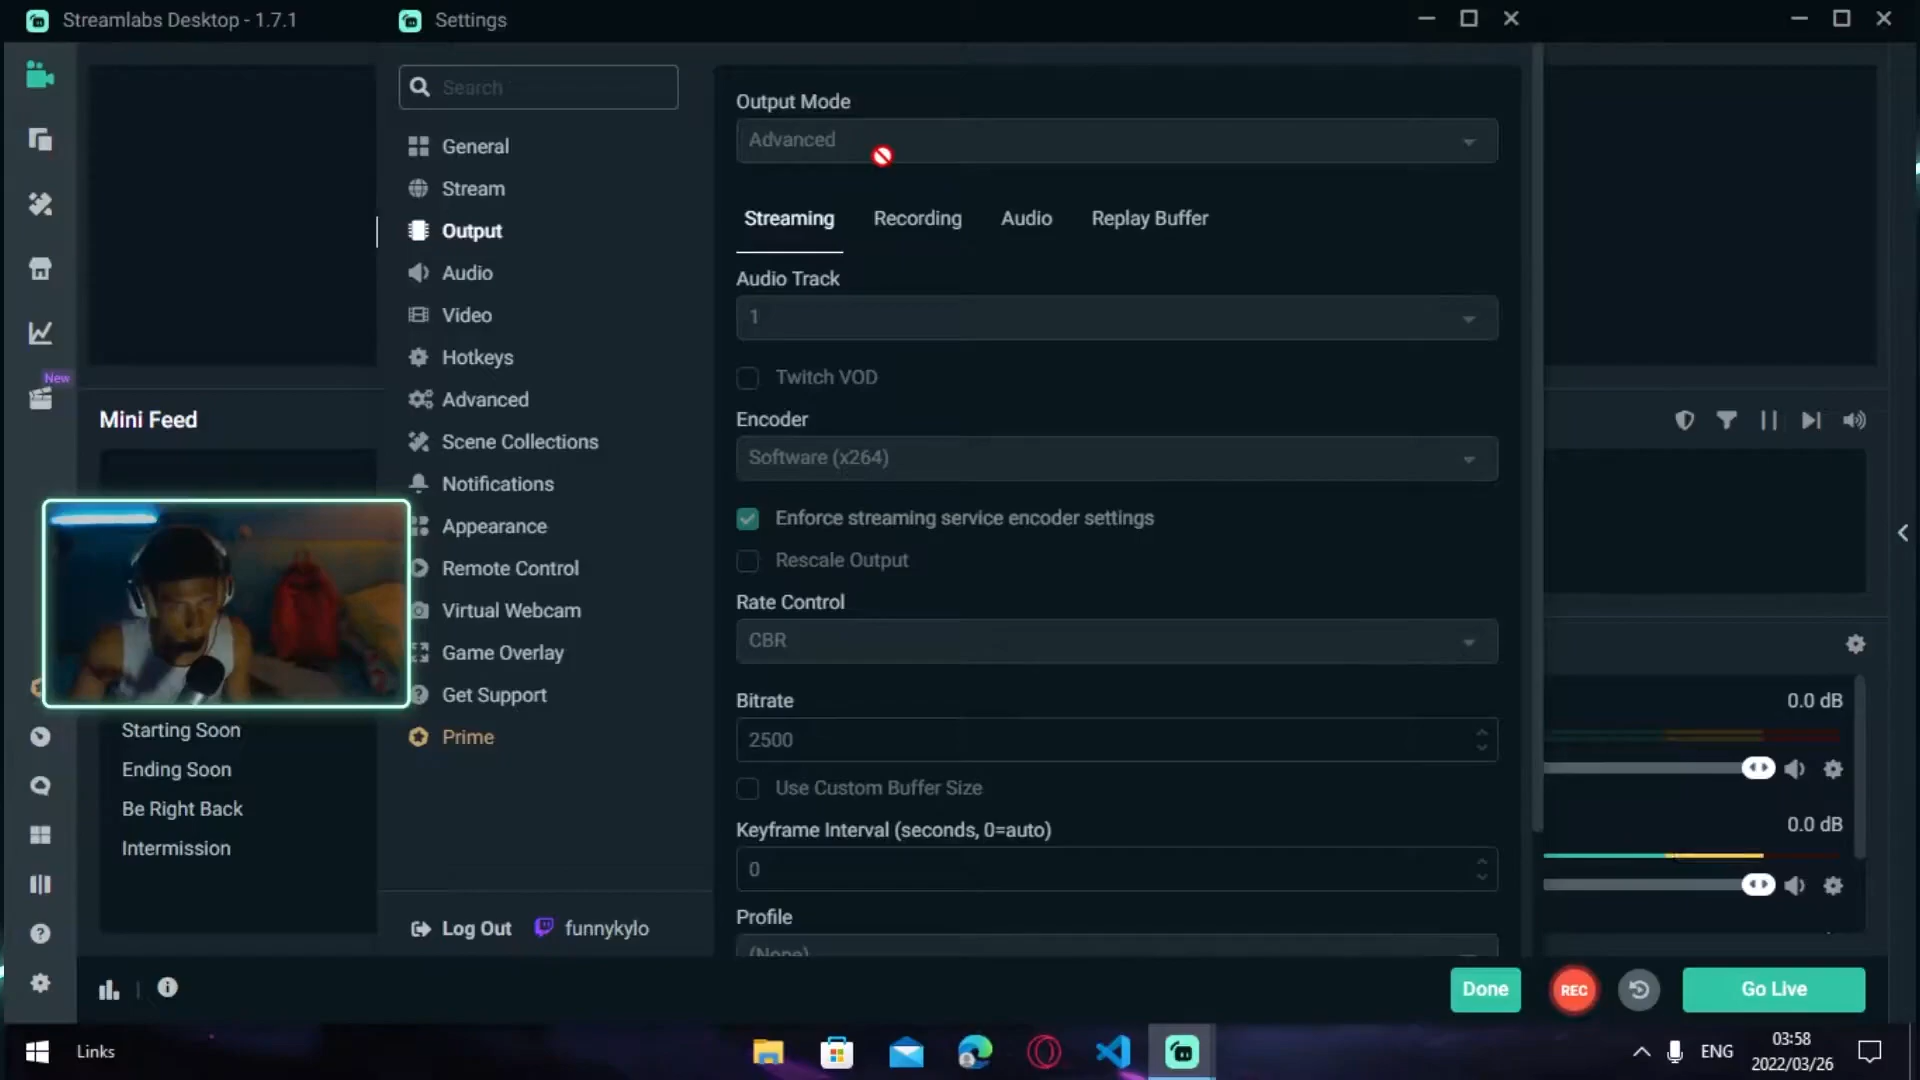 Streamlabs Desktop - 1.7.1
Settings
Search
General
Stream
Output
Audio
Video
Hotkeys
Advanced
Scene Collections
Notifications
Appearance
Remote Control
Virtual Webcam
Game Overlay
Get Support
Prime
Log Out
funnykylo
Output Mode
Advanced
Streaming
Recording
Audio
Replay Buffer
Audio Track
1
Twitch VOD
Encoder
Software (x264)
Enforce streaming service encoder settings
Rescale Output
Rate Control
CBR
Bitrate
2500
Use Custom Buffer Size
Keyframe Interval (seconds, 0=auto)
0
Profile
(None)
New
Mini Feed
Starting Soon
Ending Soon
Be Right Back
Intermission
0.0 dB
0.0 dB
Done
REC
Go Live
Links
ENG
03:58
2022/03/26